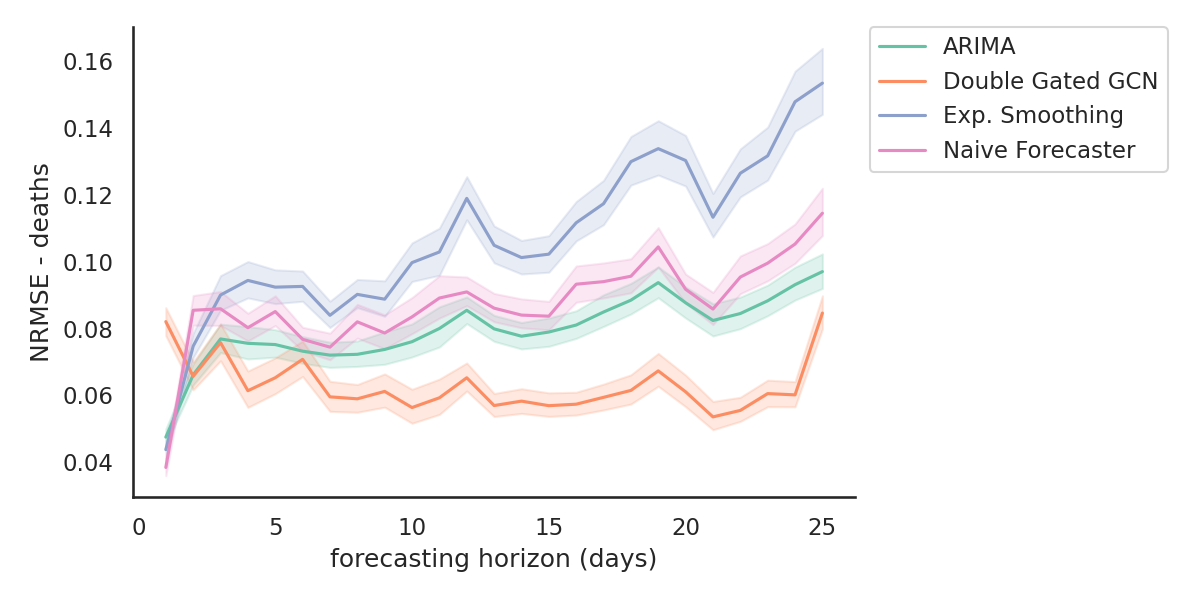 0.16
0.14
0.12
0.10
0.08
0.06
0.04
NRMSE - deaths
0
5
10
15
20
25
forecasting horizon (days)
ARIMA
Double Gated GCN
Exp. Smoothing
Naive Forecaster